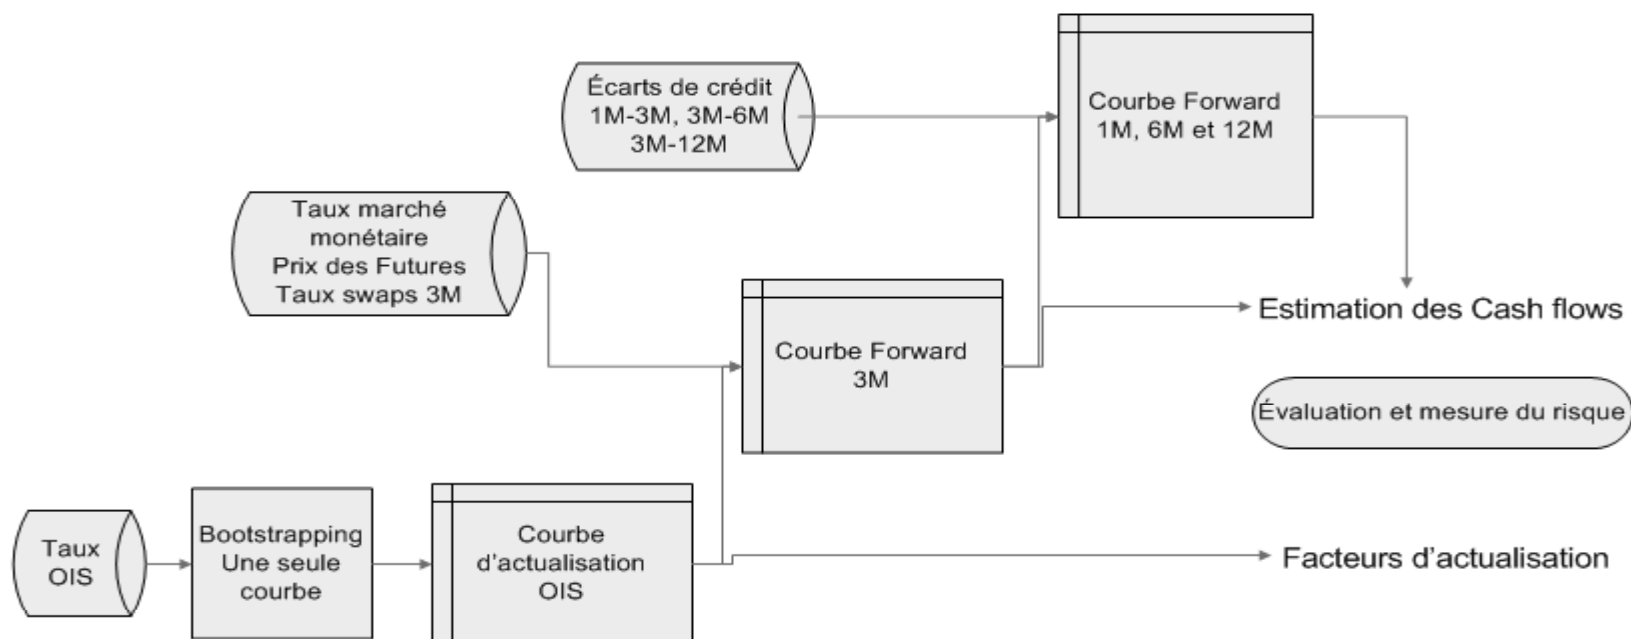 Écarts de crédit
1M-3M, 3M-6M
3M-12M
Courbe Forward
1M, 6M et 12M
Taux marché
monétaire
Prix des Futures
Taux swaps 3M
Courbe Forward
3M
Estimation des Cash flows
Évaluation et mesure du risque
Taux
OIS
Bootstrapping
Une seule
courbe
Courbe
d'actualisation
OIS
Facteurs d'actualisation